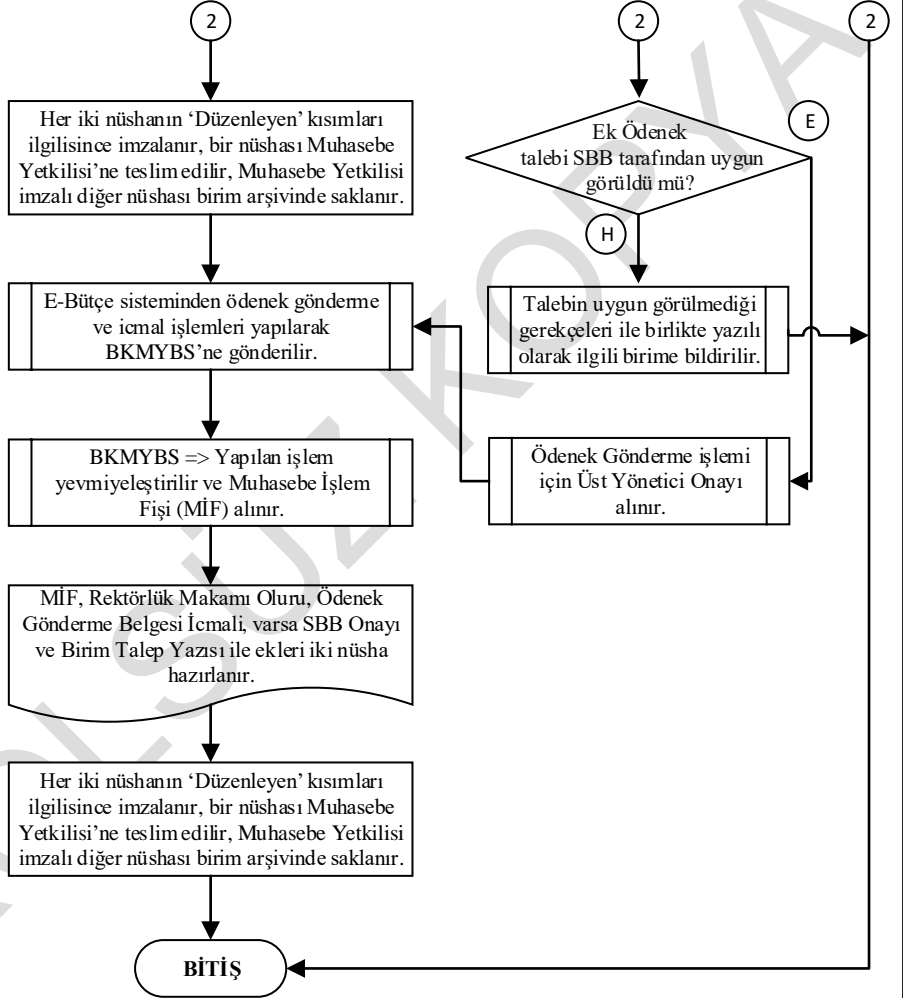 2
2
2
Her iki nüshanın ‘Düzenleyen’ kısımları
ilgilisince imzalanır, bir nüshası Muhasebe
Yetkilisi’ne teslim edilir, Muhasebe Yetkilisi
imzalı diğer nüshası birim arşivinde saklanır.
Ek Ödenek
talebi SBB tarafından uygun
görüldü mü?
E
H
E-Bütçe sisteminden ödenek gönderme
ve icmal işlemleri yapılarak
BKMYBS’ne gönderilir.
Talebin uygun görülmediği
gerekçeleri ile birlikte yazılı
olarak ilgili birime bildirilir.
BKMYBS => Yapılan işlem
yevmiyeleştirilir ve Muhasebe İşlem
Fişi (MİF) alınır.
Ödenek Gönderme işlemi
için Üst Yönetici Onayı
alınır.
MİF, Rektörlük Makamı Oluru, Ödenek
Gönderme Belgesi İcmali, varsa SBB Onayı
ve Birim Talep Yazısı ile ekleri iki nüsha
hazırlanır.
Her iki nüshanın ‘Düzenleyen’ kısımları
ilgilisince imzalanır, bir nüshası Muhasebe
Yetkilisi’ne teslim edilir, Muhasebe Yetkilisi
imzalı diğer nüshası birim arşivinde saklanır.
BİTİŞ
OLSÜZ KOPYA